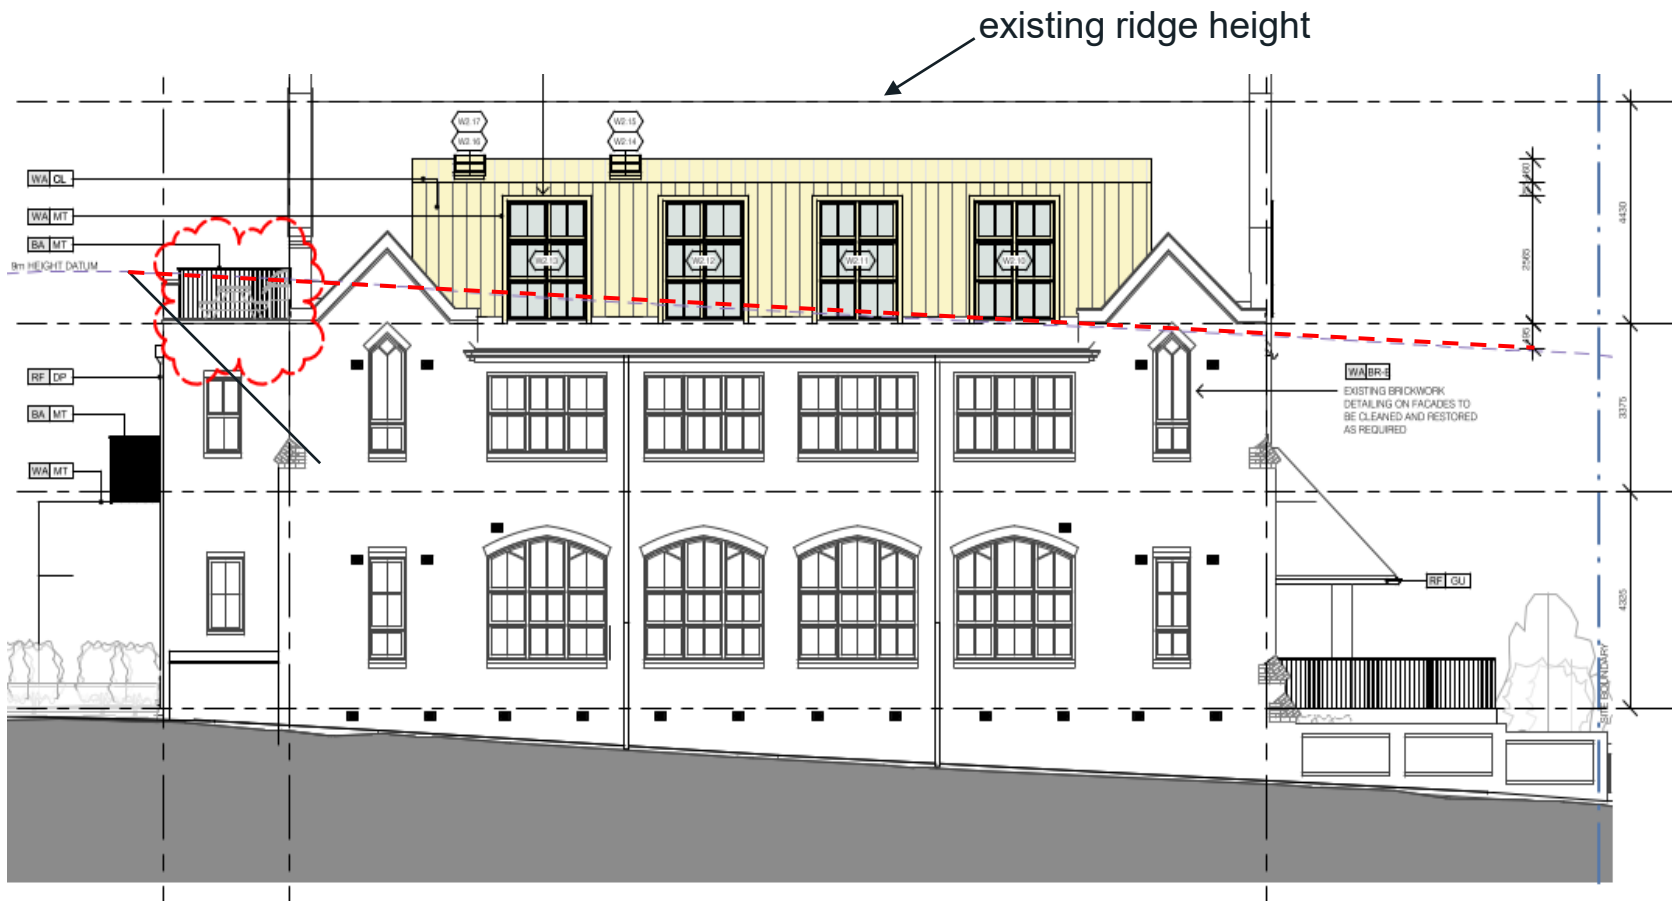 existing ridge height
W2.17
W2.15
W2.16
W2.14
WA CL
WA MT
BA MT
9m HEIGHT DATUM
W2.13
W2.12
W2.11
W2.10
4430
2565
495
RF DP
BA MT
WA MT
WA BR-E
EXISTING BRICKWORK
DETAILING ON FACADES TO
BE CLEANED AND RESTORED
AS REQUIRED
3375
RF GU
4325
SITE BOUNDARY